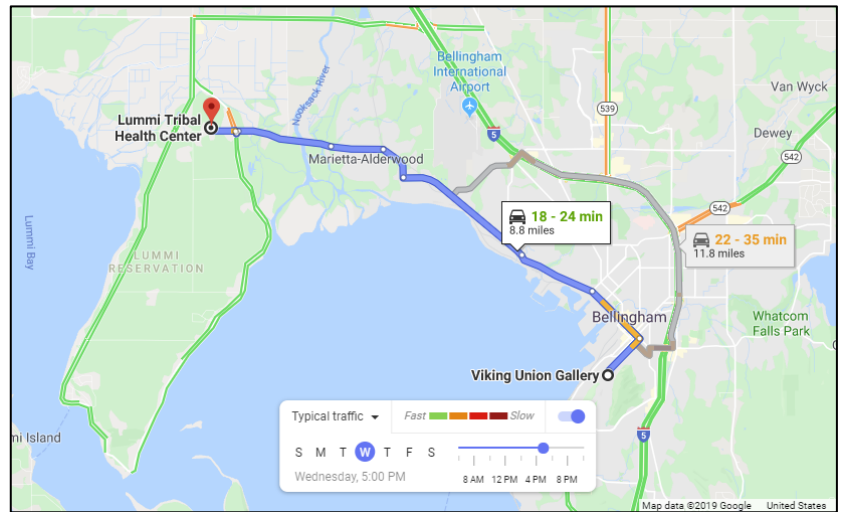 Bellingham
International
Airport
Nooksack River
539
Van Wyck
Lummi Tribal
Health Center
5
Dewey
Marietta-Alderwood
542
542
18 - 24 min
8.8 miles
22 - 35 min
11.8 miles
Lummi Bay
LUMMI
RESERVATION
Bellingham
Whatcom
Falls Park
Viking Union Gallery
Typical traffic
Fast
Slow
S M T W T F S
Wednesday, 5:00 PM
8 AM 12 PM 4 PM 8 PM
mi Island
5
Map data ©2019 Google United States